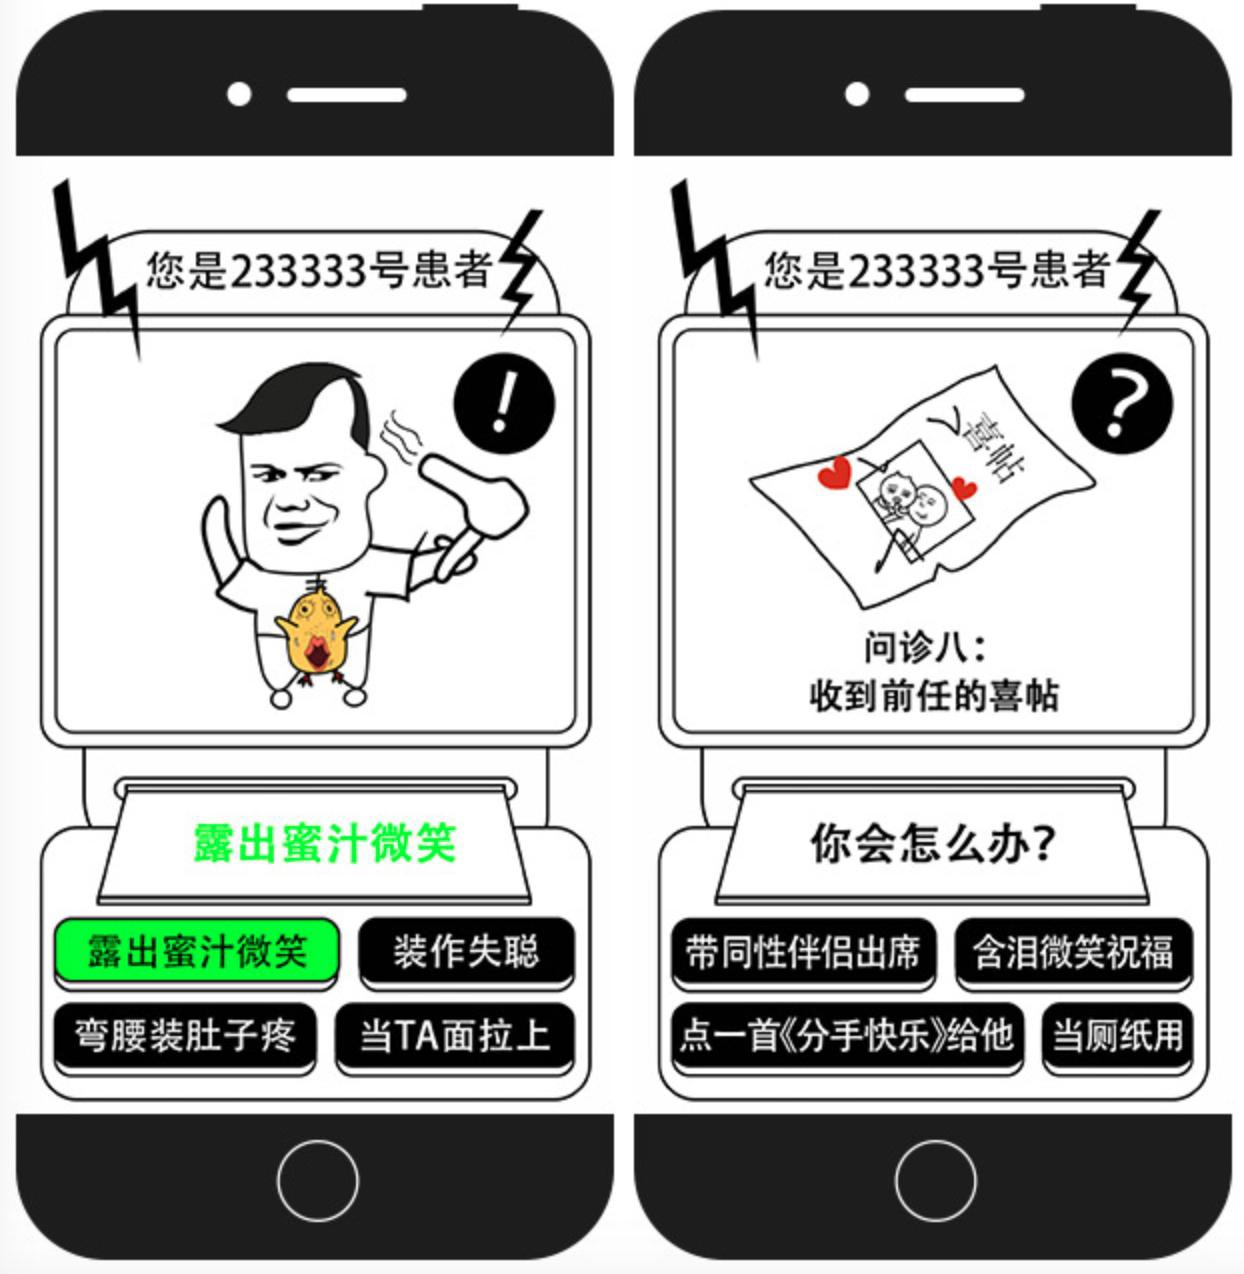 您是233333号患者
!
露出蜜汁微笑
露出蜜汁微笑
装作失聪
弯腰装肚子疼
当TA面拉上
您是233333号患者
?
喜帖
问诊八：
收到前任的喜帖
你会怎么办?
带同性伴侣出席
含泪微笑祝福
点一首《分手快乐》给他
当厕纸用